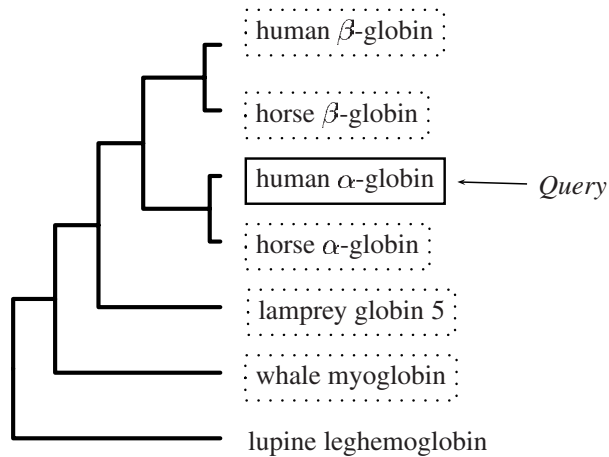 human β-globin
horse β-globin
human α-globin
Query
horse α-globin
lamprey globin 5
whale myoglobin
lupine leghemoglobin